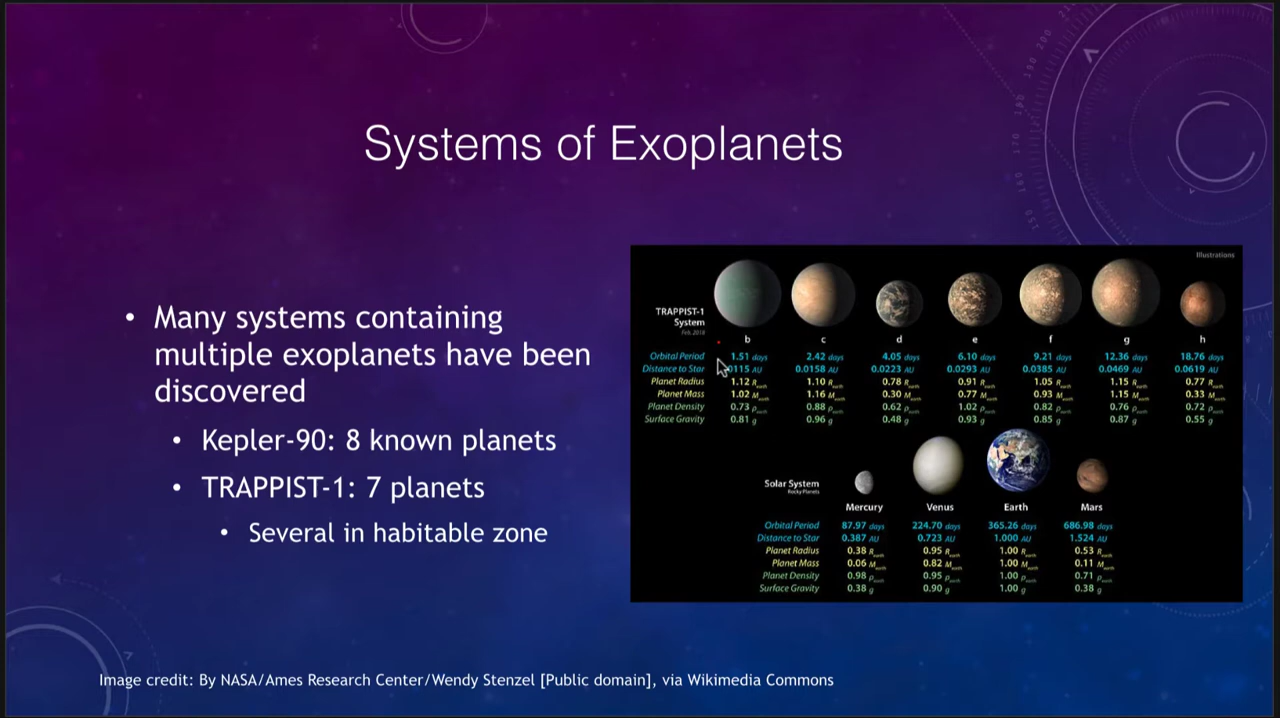 Systems of Exoplanets
• Many systems containing
multiple exoplanets have been
discovered
• Kepler-90: 8 known planets
• TRAPPIST-1: 7 planets
• Several in habitable zone
Illustrations
TRAPPIST-1
System
Feb. 2018
b c d e f g h
Orbital Period 1.51 days 2.42 days 4.05 days 6.10 days 9.21 days 12.36 days 18.76 days
Distance to Star 0115 AU 0.0158 AU 0.0223 AU 0.0293 AU 0.0385 AU 0.0469 AU 0.0619 AU
Planet Radius 1.12 R earth 1.10 R earth 0.78 R earth 0.91 R earth 1.05 R earth 1.15 R earth 0.77 R earth
Planet Mass 1.02 M earth 1.16 M earth 0.30 M earth 0.77 M earth 0.93 M earth 1.15 M earth 0.33 M earth
Planet Density 0.73 ρ earth 0.88 ρ earth 0.62 ρ earth 1.02 ρ earth 0.82 ρ earth 0.76 ρ earth 0.72 ρ earth
Surface Gravity 0.81 g 0.96 g 0.48 g 0.93 g 0.85 g 0.87 g 0.55 g
Solar System
Rocky Planets
Mercury Venus Earth Mars
Orbital Period 87.97 days 224.70 days 365.26 days 686.98 days
Distance to Star 0.387 AU 0.723 AU 1.000 AU 1.524 AU
Planet Radius 0.38 R earth 0.95 R earth 1.00 R earth 0.53 R earth
Planet Mass 0.06 M earth 0.82 M earth 1.00 M earth 0.11 M earth
Planet Density 0.98 ρ earth 0.95 ρ earth 1.00 ρ earth 0.71 ρ earth
Surface Gravity 0.38 g 0.90 g 1.00 g 0.38 g
Image credit: By NASA/Ames Research Center/Wendy Stenzel [Public domain], via Wikimedia Commons